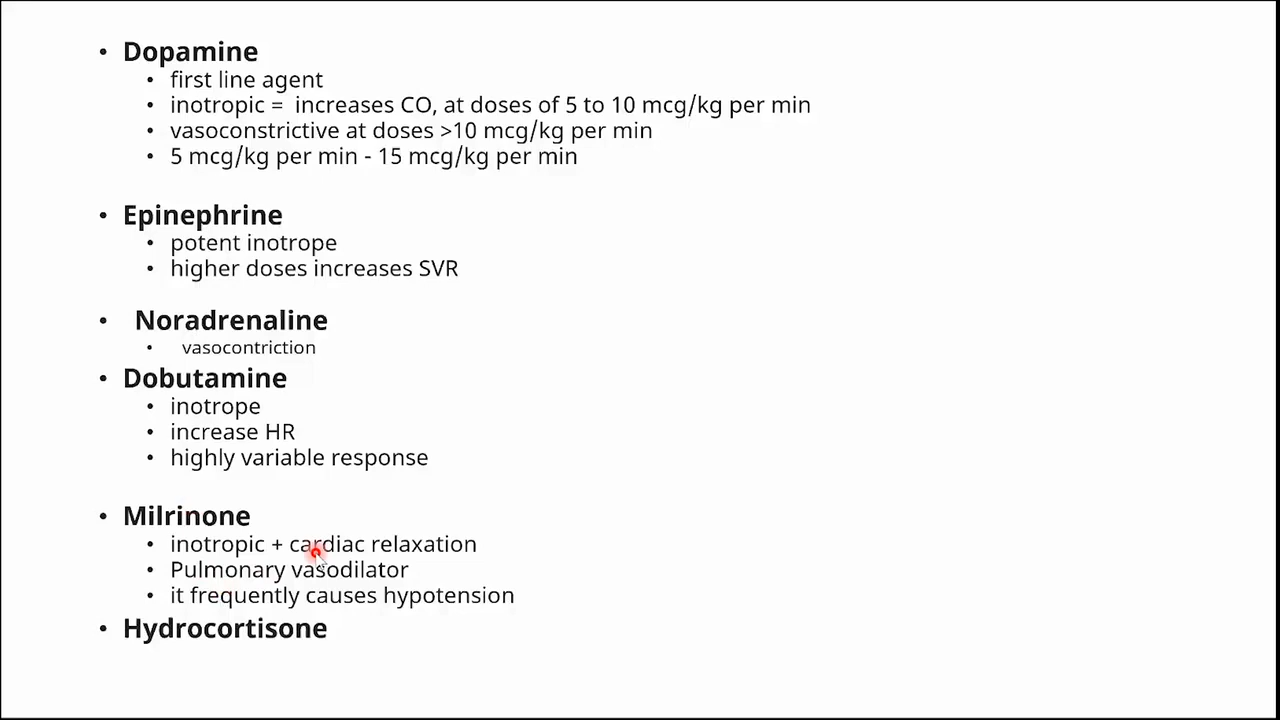 • Dopamine
• first line agent
• inotropic = increases CO, at doses of 5 to 10 mcg/kg per min
• vasoconstrictive at doses >10 mcg/kg per min
• 5 mcg/kg per min - 15 mcg/kg per min
• Epinephrine
• potent inotrope
• higher doses increases SVR
• Noradrenaline
• vasocontriction
• Dobutamine
• inotrope
• increase HR
• highly variable response
• Milrinone
• inotropic + cardiac relaxation
• Pulmonary vasodilator
• it frequently causes hypotension
• Hydrocortisone